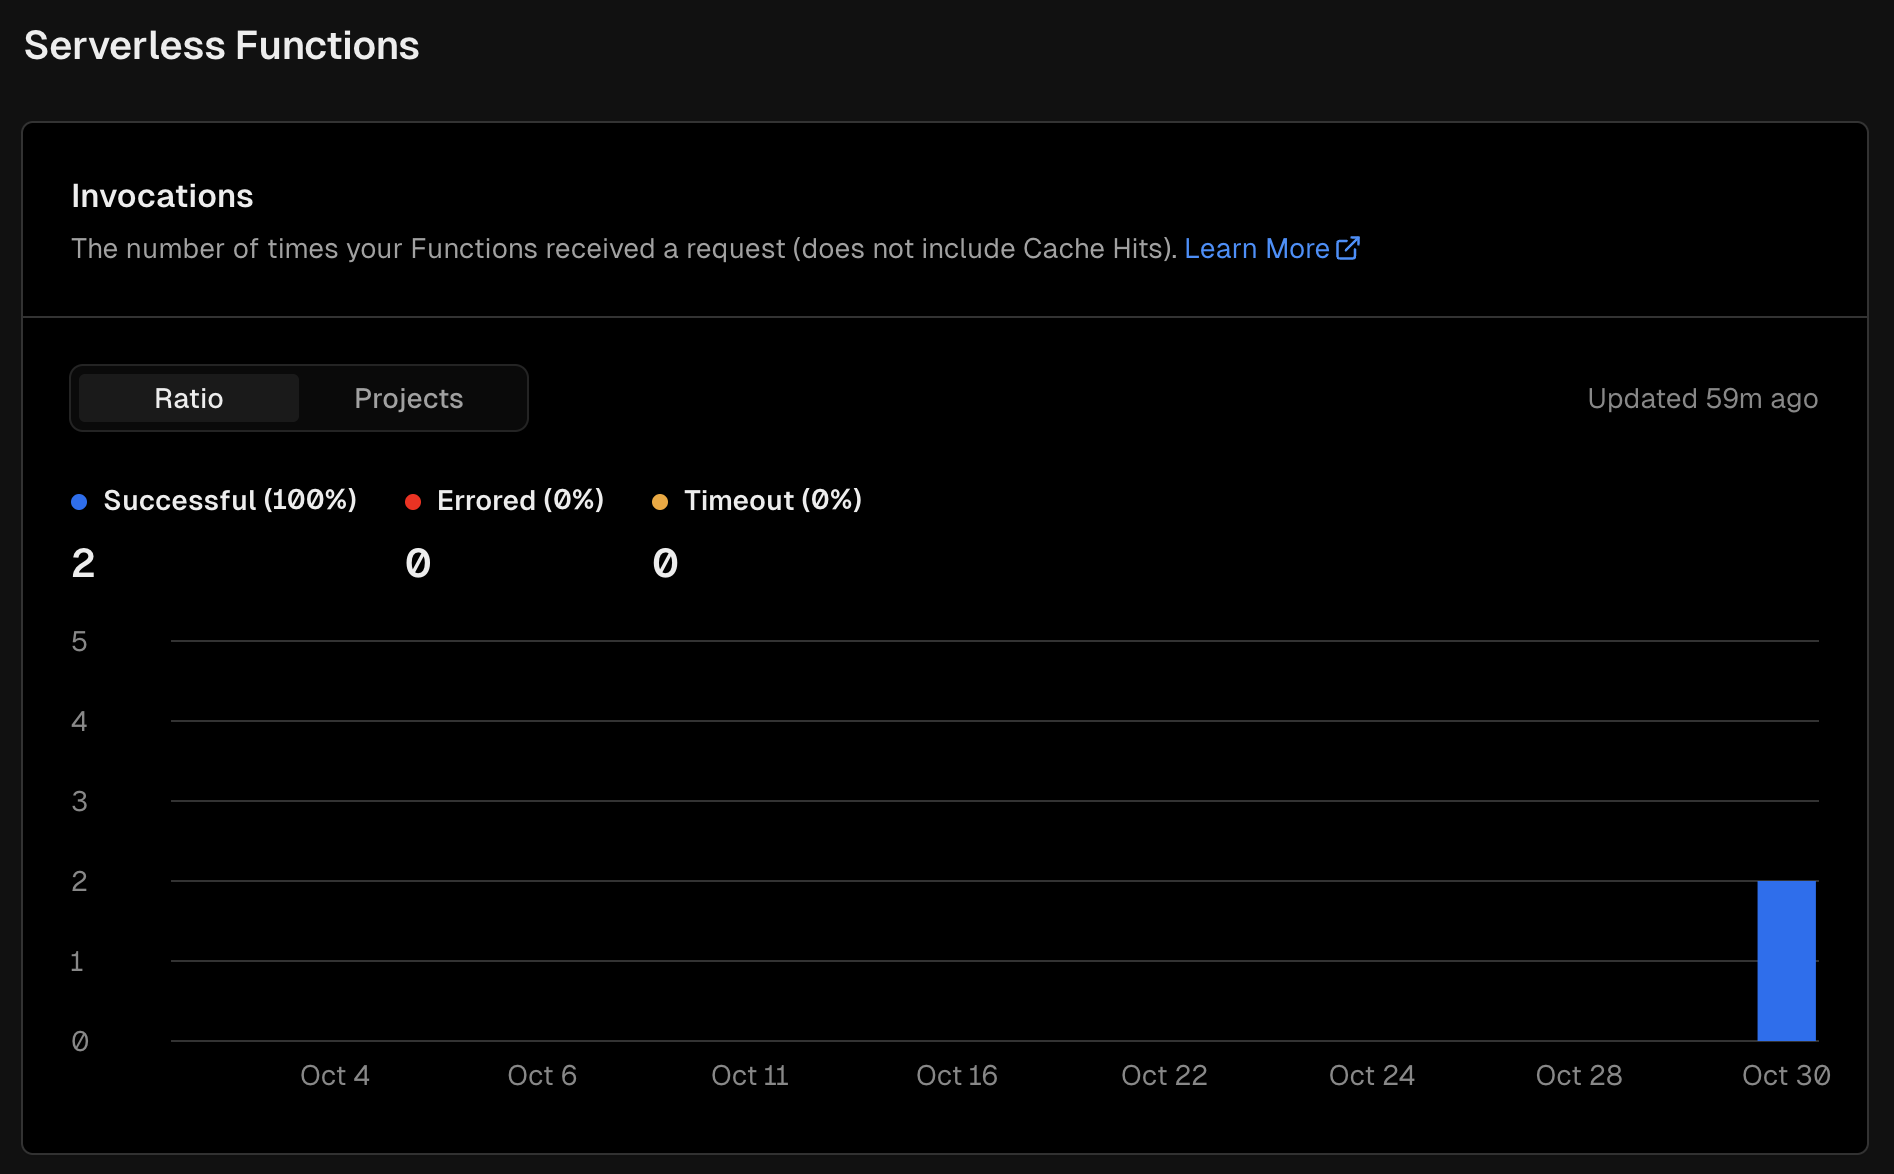 Serverless Functions
Invocations
The number of times your Functions received a request (does not include Cache Hits). Learn More
Ratio Projects Updated 59m ago
Successful (100%) Errored (0%) Timeout (0%)
2 0 0
5
4
3
2
1
0
Oct 4 Oct 6 Oct 11 Oct 16 Oct 22 Oct 24 Oct 28 Oct 30